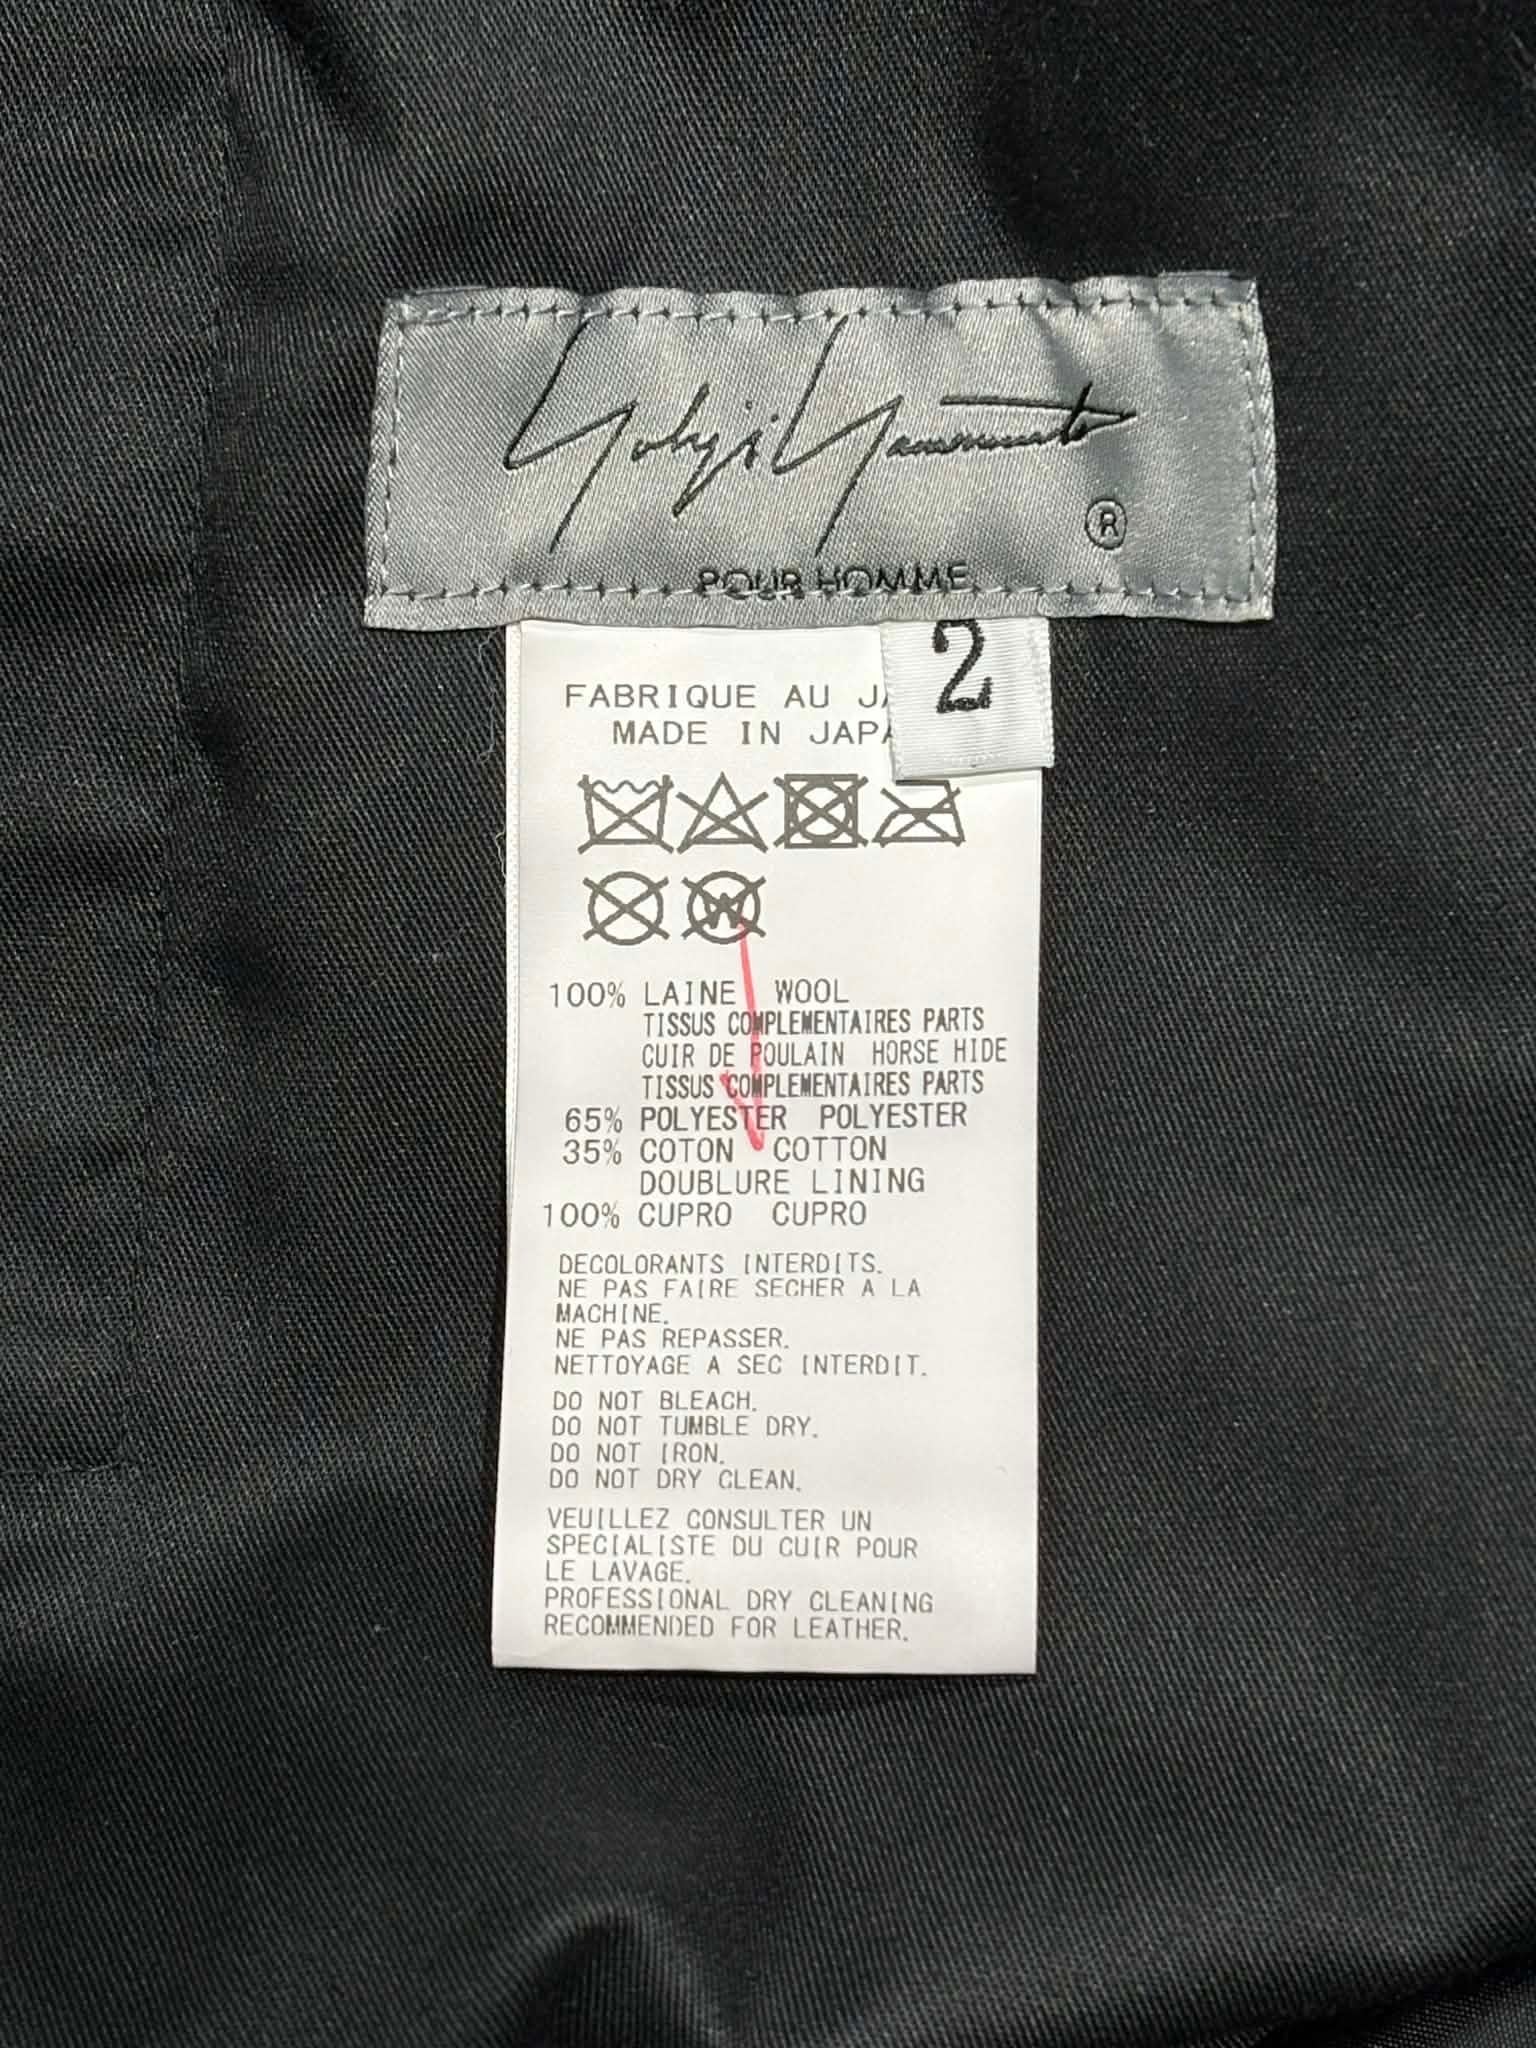 Yohji Yamamoto
®
POUR HOMME
2
FABRIQUE AU JA
MADE IN JAPA
W
100% LAINE WOOL
TISSUS COMPLEMENTAIRES PARTS
CUIR DE POULAIN HORSE HIDE
TISSUS COMPLEMENTAIRES PARTS
65% POLYESTER POLYESTER
35% COTON COTTON
DOUBLURE LINING
100% CUPRO CUPRO
DECOLORANTS INTERDITS.
NE PAS FAIRE SECHER A LA
MACHINE.
NE PAS REPASSER.
NETTOYAGE A SEC INTERDIT.
DO NOT BLEACH.
DO NOT TUMBLE DRY.
DO NOT IRON.
DO NOT DRY CLEAN.
VEUILLEZ CONSULTER UN
SPECIALISTE DU CUIR POUR
LE LAVAGE.
PROFESSIONAL DRY CLEANING
RECOMMENDED FOR LEATHER.